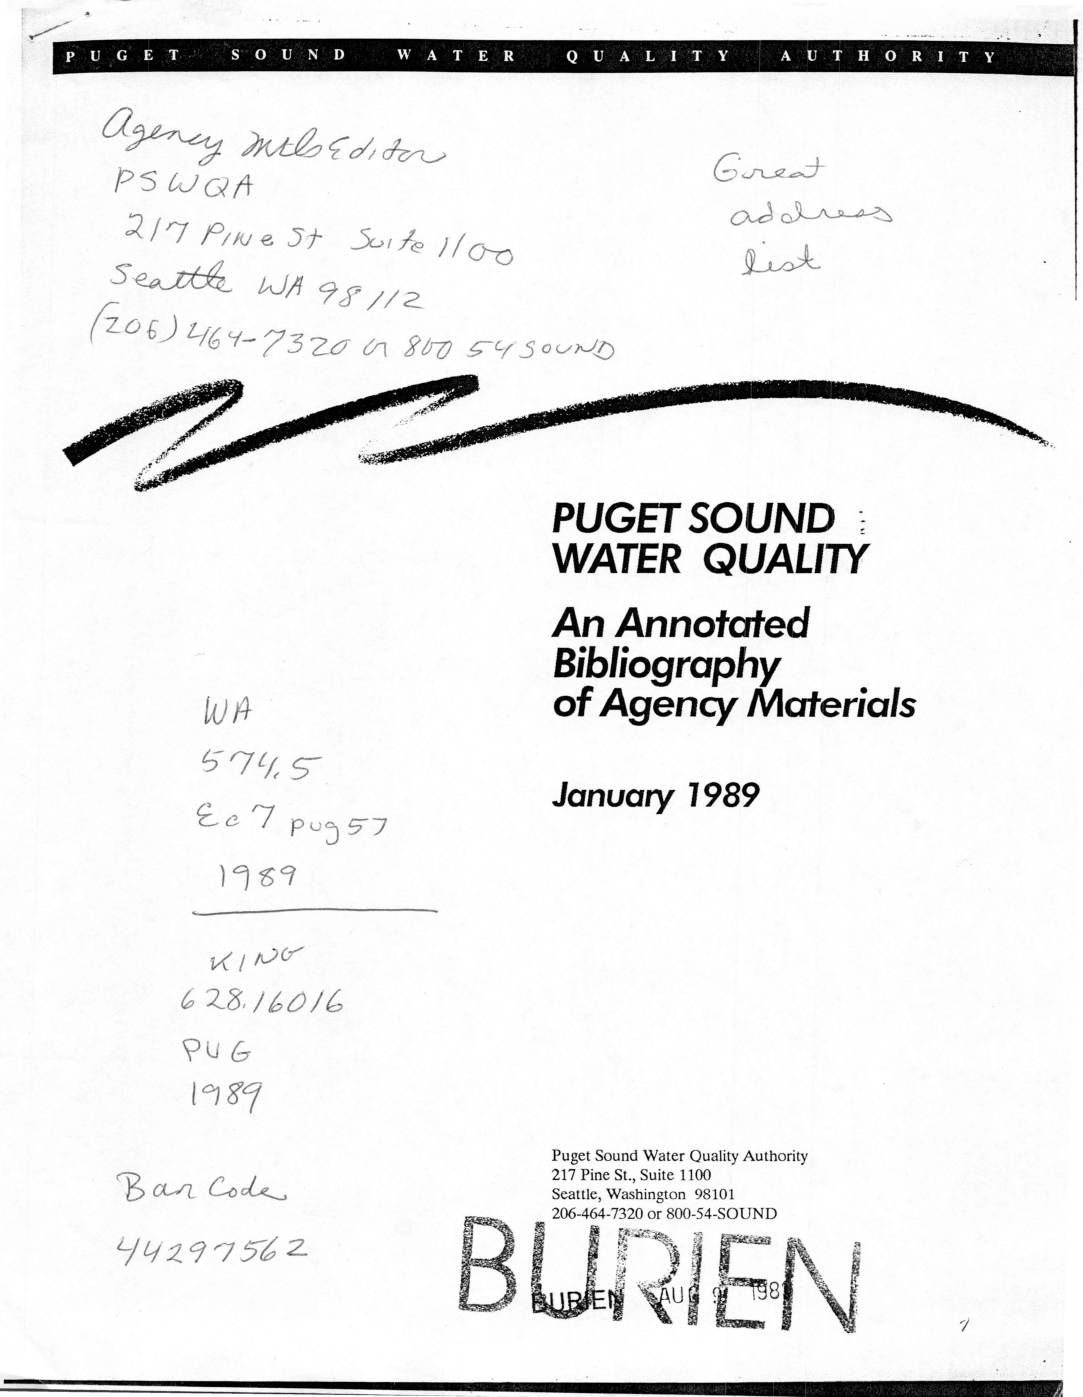 PUGET SOUND WATER QUALITY AUTHORITY
Agency Mtls Editor
PSWQA
217 Pine St Suite 1100
Seattle WA 98112
(206) 464-7320 or 800 54 SOUND
Great
address
list
PUGET SOUND
WATER QUALITY
An Annotated
Bibliography
of Agency Materials
January 1989
WA
574.5
Ec7 pug57
1989
KING
628.16016
PUG
1989
Bar Code
44297562
Puget Sound Water Quality Authority
217 Pine St., Suite 1100
Seattle, Washington 98101
206-464-7320 or 800-54-SOUND
BURIEN
BURIEN AUG